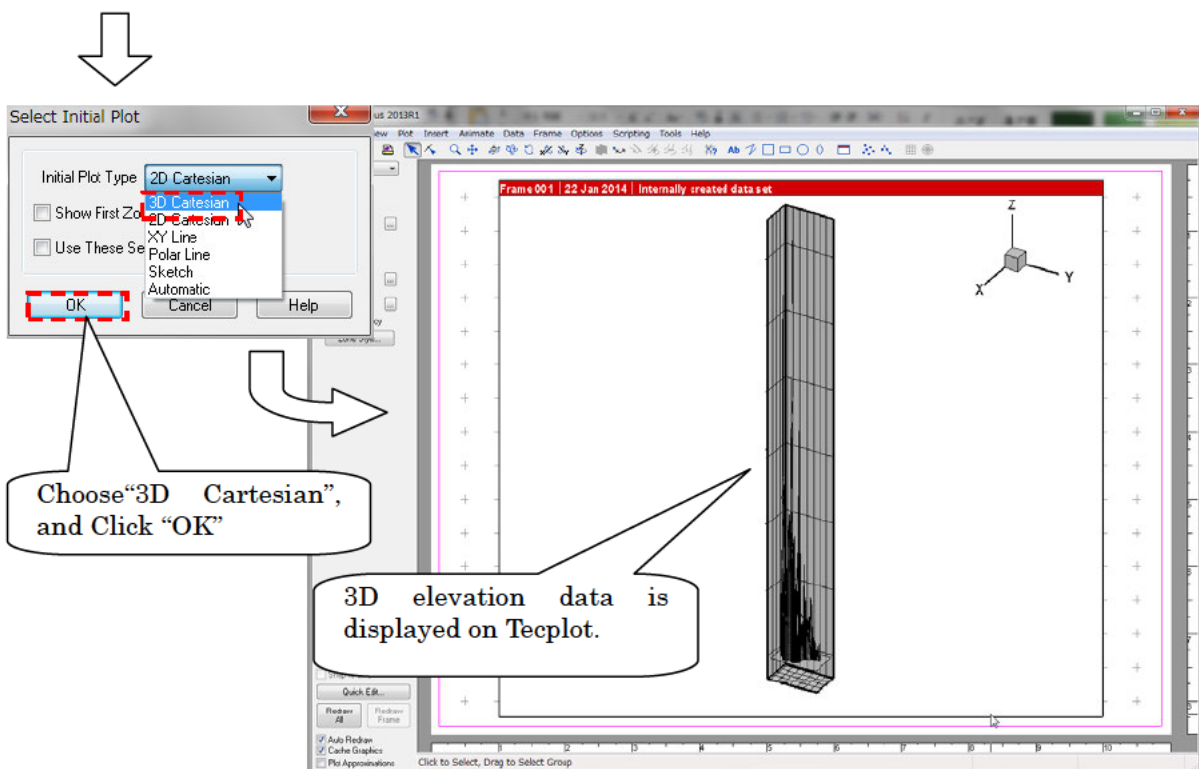 Select Initial Plot
Initial Plot Type
2D Cartesian
Show First Zo
3D Cartesian
2D Cartesian
Use These Se
XY Line
Polar Line
Sketch
Automatic
OK
Cancel
Help
Choose“3D Cartesian”,
and Click “OK”
us 2013R1
ew Plot Insert Animate Data Frame Options Scripting Tools Help
Frame 001 | 22 Jan 2014 | Internally created data set
Z
X
Y
3D elevation data is
displayed on Tecplot.
Quick Edit...
Redraw
All
Redraw
Frame
Auto Redraw
Cache Graphics
Plot Approximations
Click to Select, Drag to Select Group